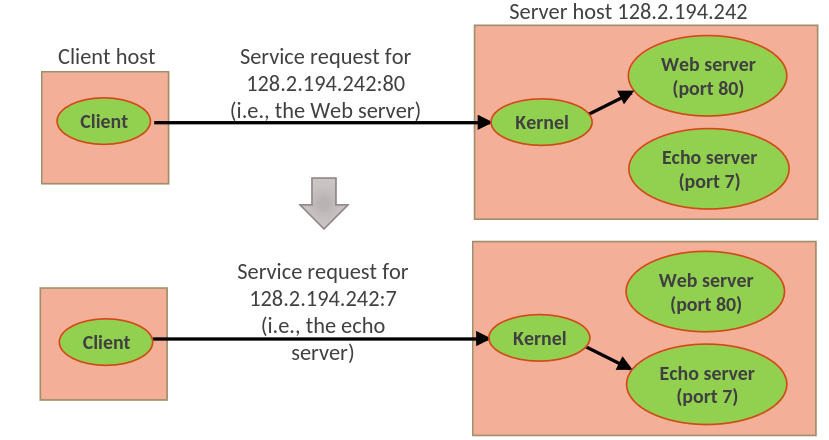 Server host 128.2.194.242
Client host
Service request for
128.2.194.242:80
(i.e., the Web server)
Client
Kernel
Web server
(port 80)
Echo server
(port 7)
Service request for
128.2.194.242:7
(i.e., the echo
server)
Client
Kernel
Web server
(port 80)
Echo server
(port 7)